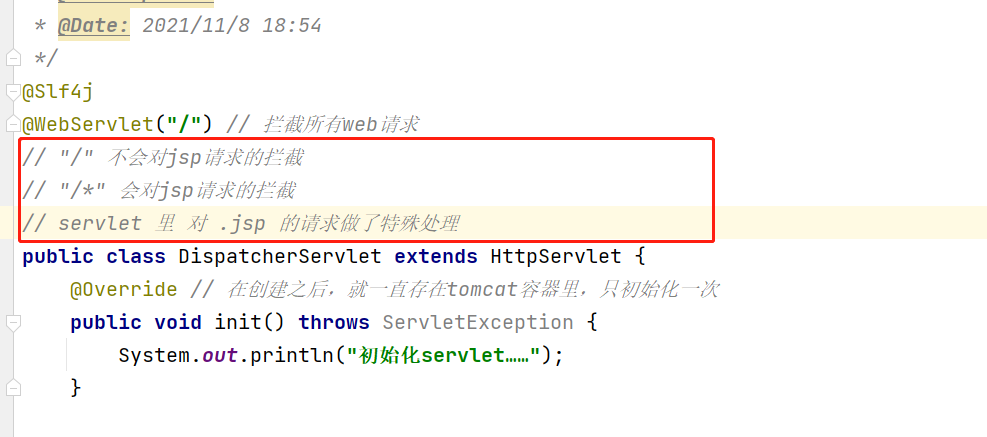 * @Date: 2021/11/8 18:54
*/
@Slf4j
@WebServlet("/") // 拦截所有web请求
// "/" 不会对jsp请求的拦截
// "/*" 会对jsp请求的拦截
// servlet 里 对 .jsp 的请求做了特殊处理
public class DispatcherServlet extends HttpServlet {
@Override // 在创建之后，就一直存在tomcat容器里，只初始化一次
public void init() throws ServletException {
System.out.println("初始化servlet……");
}